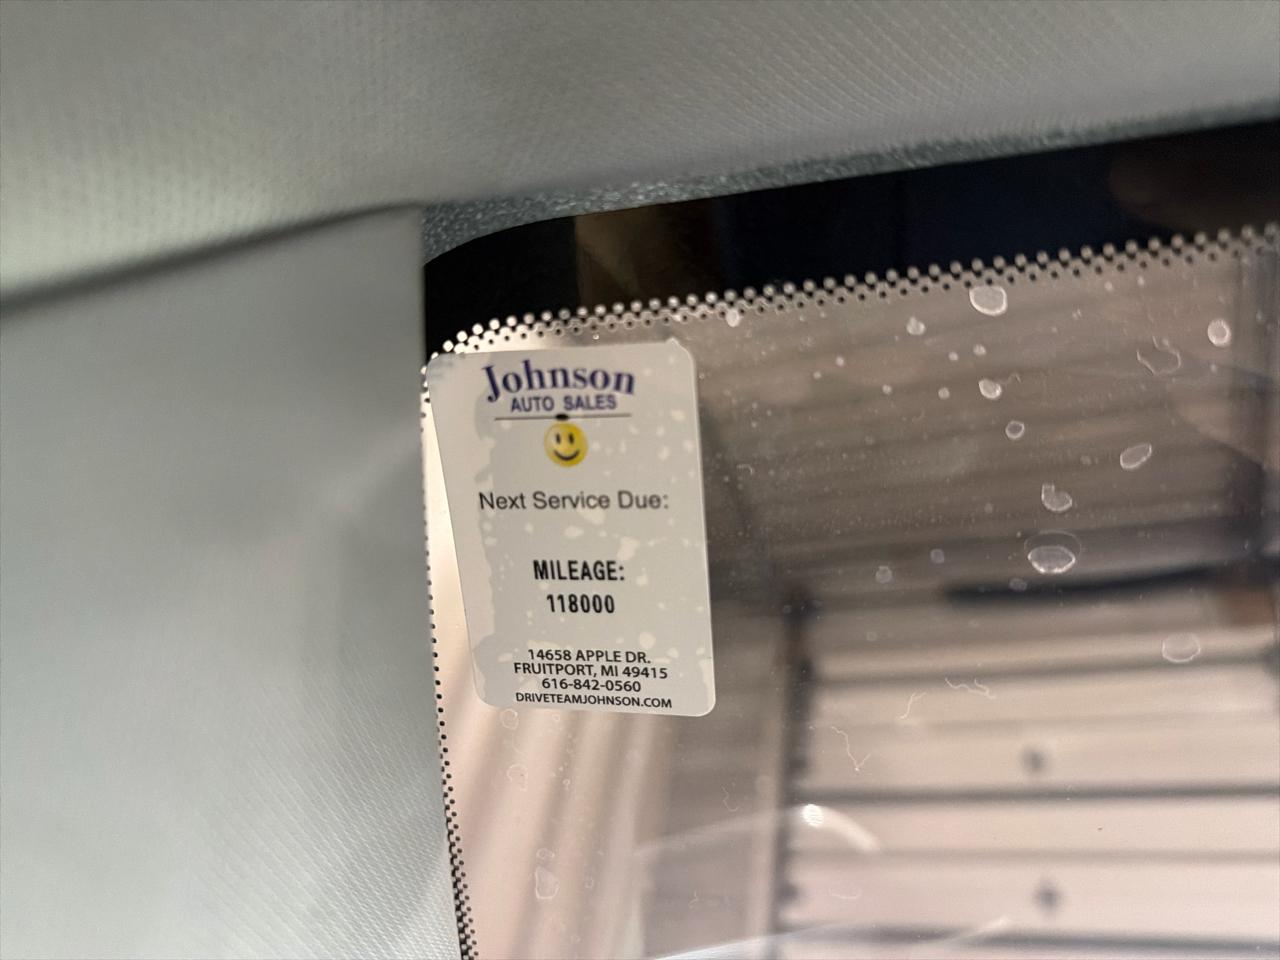 Johnson
AUTO SALES
Next Service Due:
MILEAGE:
118000
14658 APPLE DR.
FRUITPORT, MI 49415
616-842-0560
DRIVETEAMJOHNSON.COM